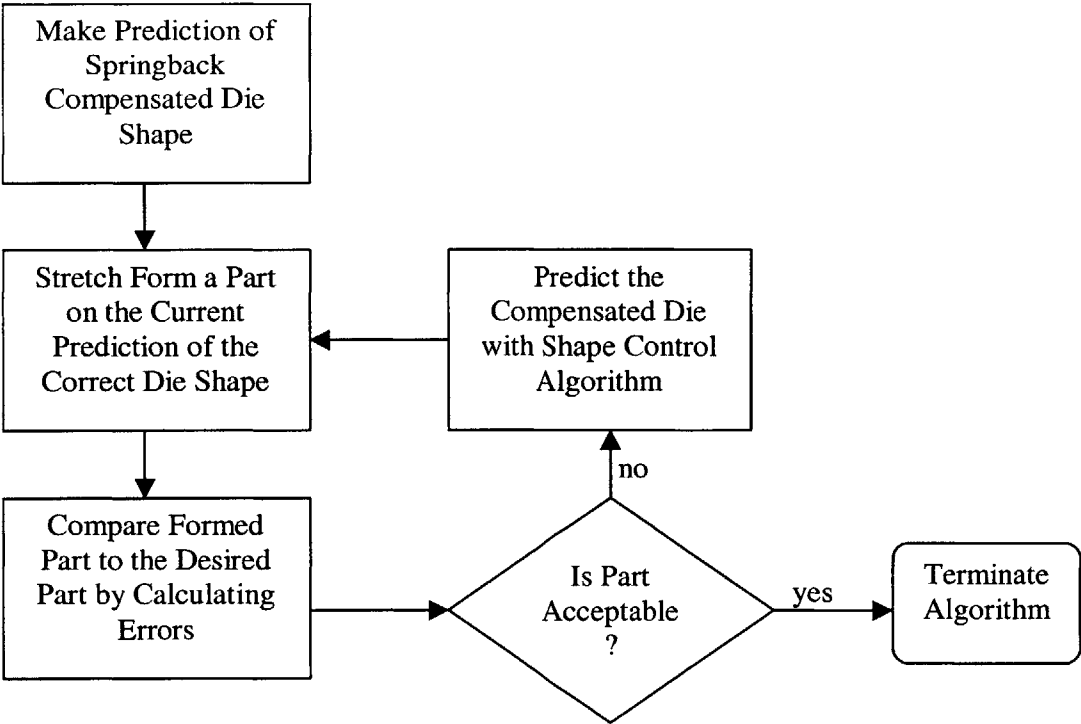 Make Prediction of
Springback
Compensated Die
Shape
Stretch Form a Part
on the Current
Prediction of the
Correct Die Shape
Predict the
Compensated Die
with Shape Control
Algorithm
no
Compare Formed
Part to the Desired
Part by Calculating
Errors
Is Part
Acceptable
?
yes
Terminate
Algorithm